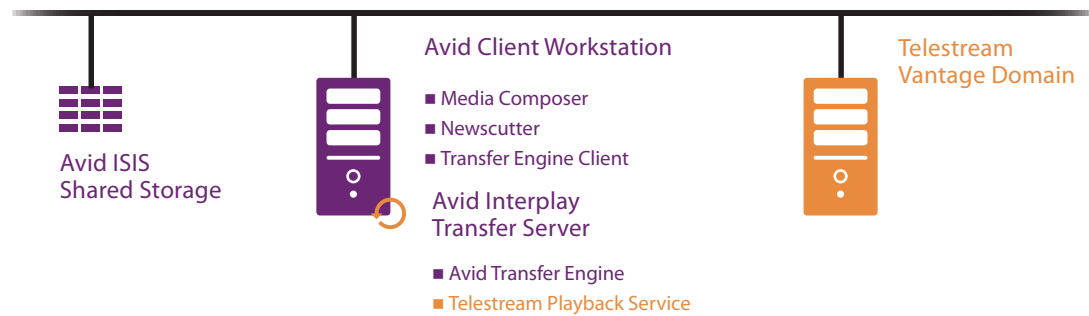 Avid ISIS
Shared Storage
Avid Client Workstation
■ Media Composer
■ Newscutter
■ Transfer Engine Client
Avid Interplay
Transfer Server
■ Avid Transfer Engine
■ Telestream Playback Service
Telestream
Vantage Domain